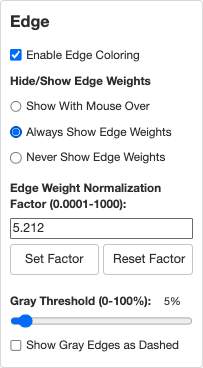 Edge
Enable Edge Coloring
Hide/Show Edge Weights
Show With Mouse Over
Always Show Edge Weights
Never Show Edge Weights
Edge Weight Normalization
Factor (0.0001-1000):
5.212
Set Factor Reset Factor
Gray Threshold (0-100%): 5%
Show Gray Edges as Dashed